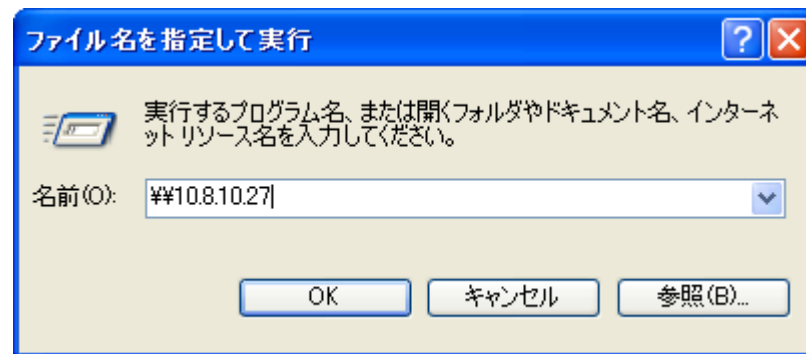 ファイル名を指定して実行
実行するプログラム名、または開くフォルダやドキュメント名、インターネ
ット リソース名を入力してください。
名前(O): ¥¥10.8.10.27
OK キャンセル 参照(B)...